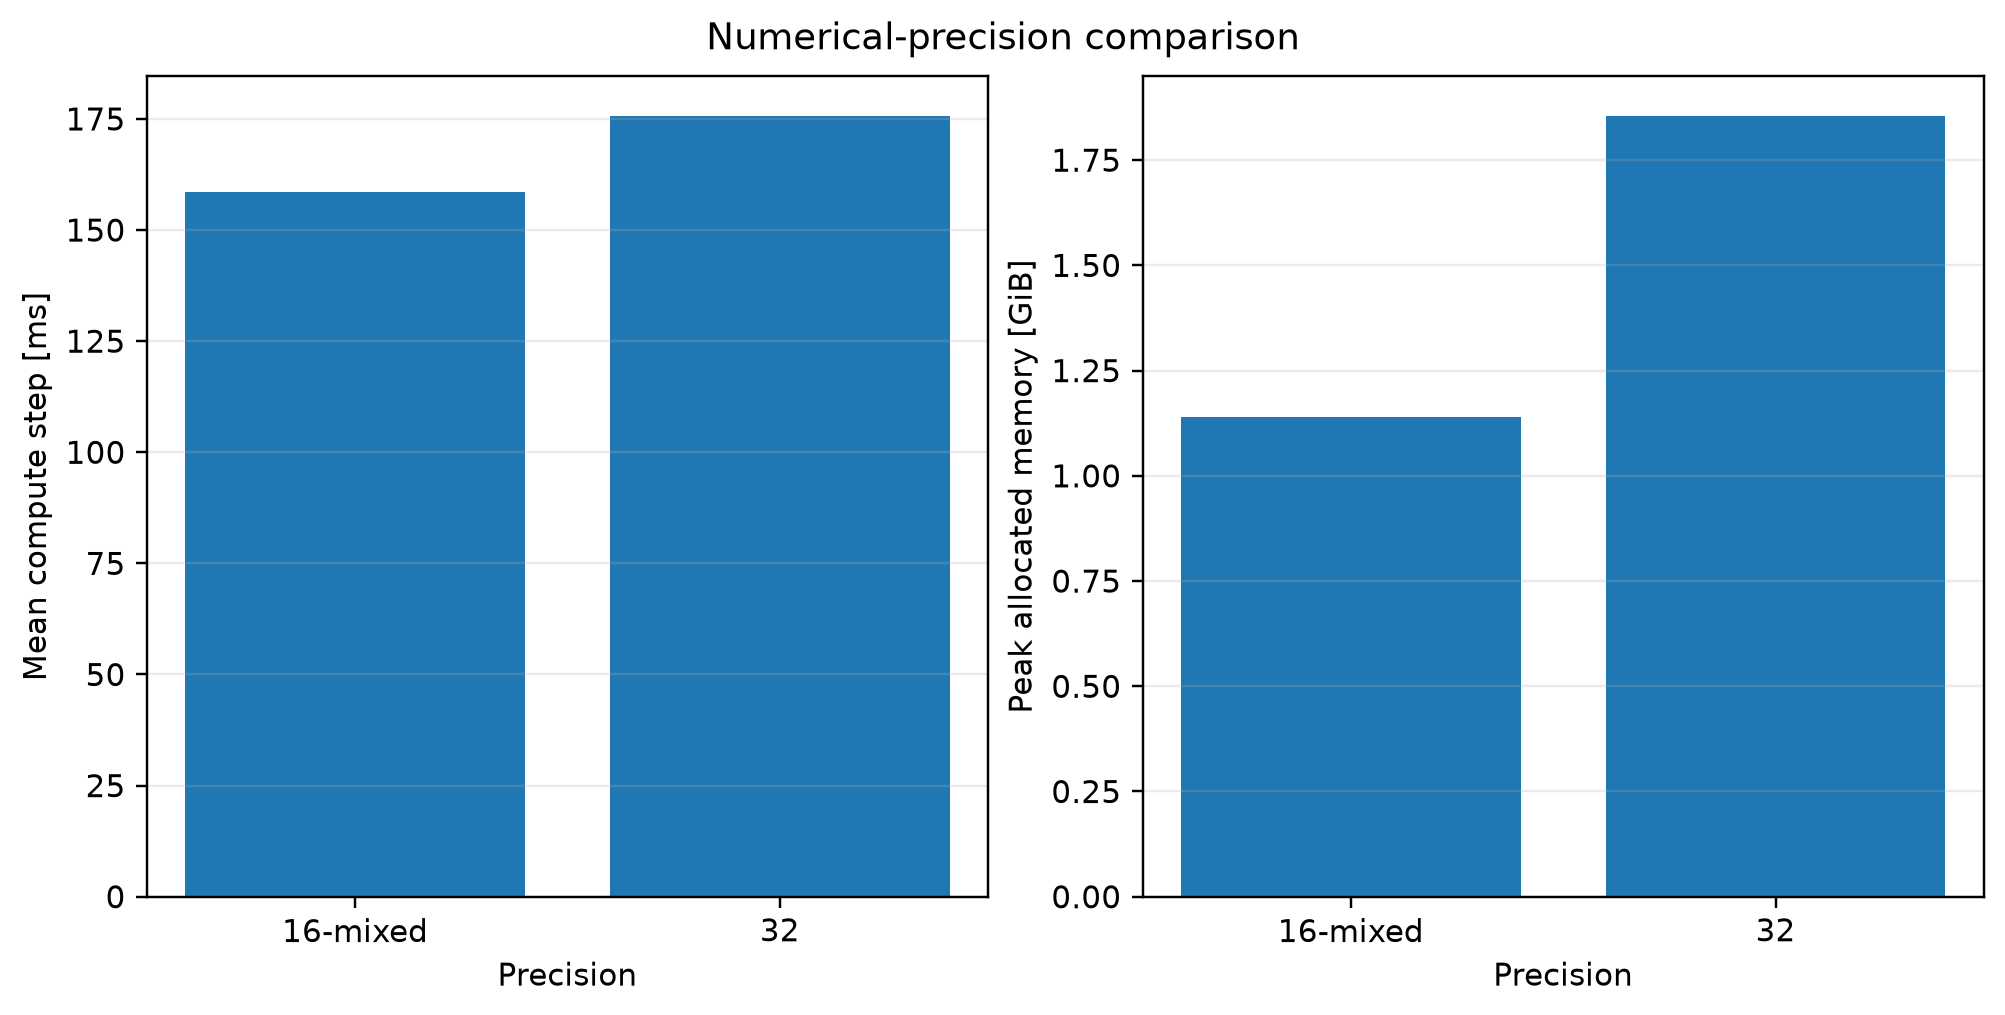 Numerical-precision comparison
Mean compute step [ms]
175
150
125
100
75
50
25
0
16-mixed
32
Precision
Peak allocated memory [GiB]
1.75
1.50
1.25
1.00
0.75
0.50
0.25
0.00
16-mixed
32
Precision